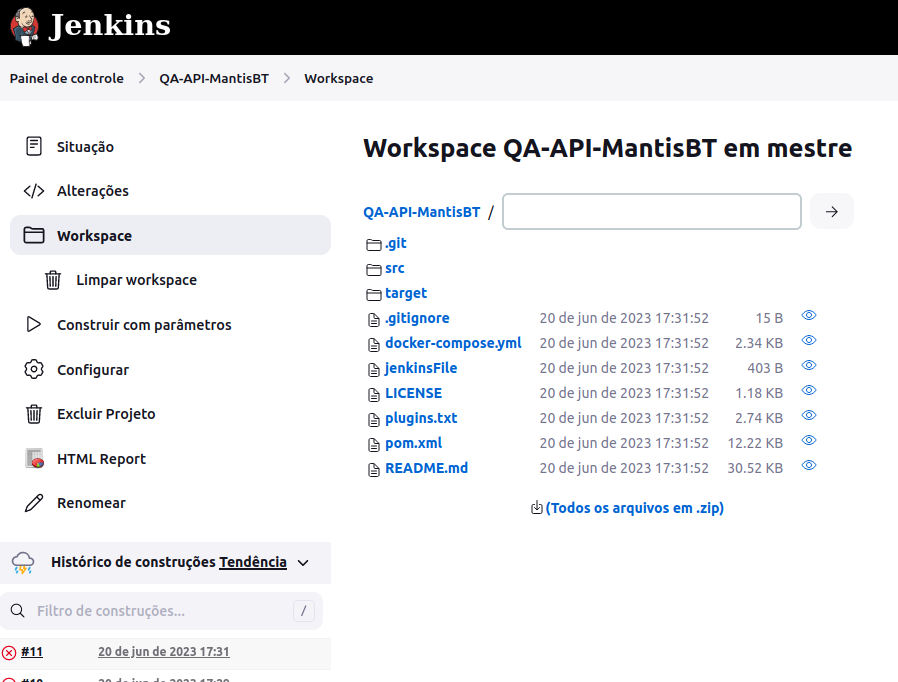 Jenkins
Painel de controle > QA-API-MantisBT > Workspace
Situação
Alterações
Workspace
Limpar workspace
Construir com parâmetros
Configurar
Excluir Projeto
HTML Report
Renomear
Histórico de construções Tendência
Filtro de construções... /
#11 20 de jun de 2023 17:31
Workspace QA-API-MantisBT em mestre
QA-API-MantisBT /
.git
src
target
.gitignore 20 de jun de 2023 17:31:52 15 B
docker-compose.yml 20 de jun de 2023 17:31:52 2.34 KB
jenkinsFile 20 de jun de 2023 17:31:52 403 B
LICENSE 20 de jun de 2023 17:31:52 1.18 KB
plugins.txt 20 de jun de 2023 17:31:52 2.74 KB
pom.xml 20 de jun de 2023 17:31:52 12.22 KB
README.md 20 de jun de 2023 17:31:52 30.52 KB
(Todos os arquivos em .zip)